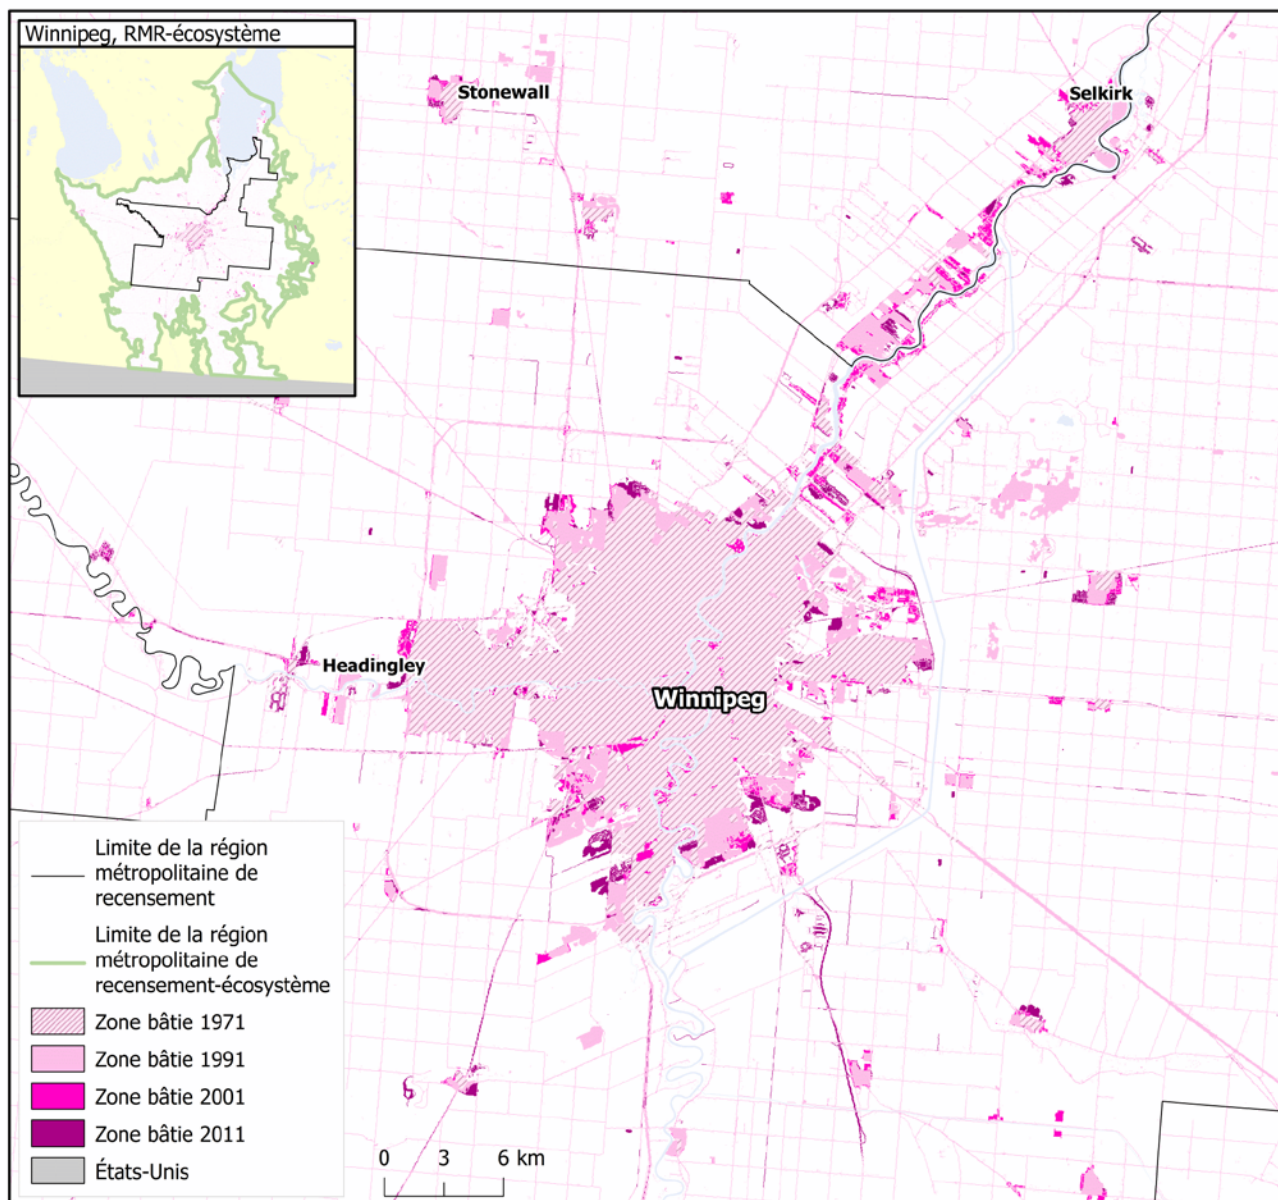 Winnipeg, RMR-écosystème
Stonewall
Selkirk
Headingley
Winnipeg
Limite de la région
métropolitaine de
recensement
Limite de la région
métropolitaine de
recensement-écosystème
Zone bâtie 1971
Zone bâtie 1991
Zone bâtie 2001
Zone bâtie 2011
États-Unis
0 3 6 km